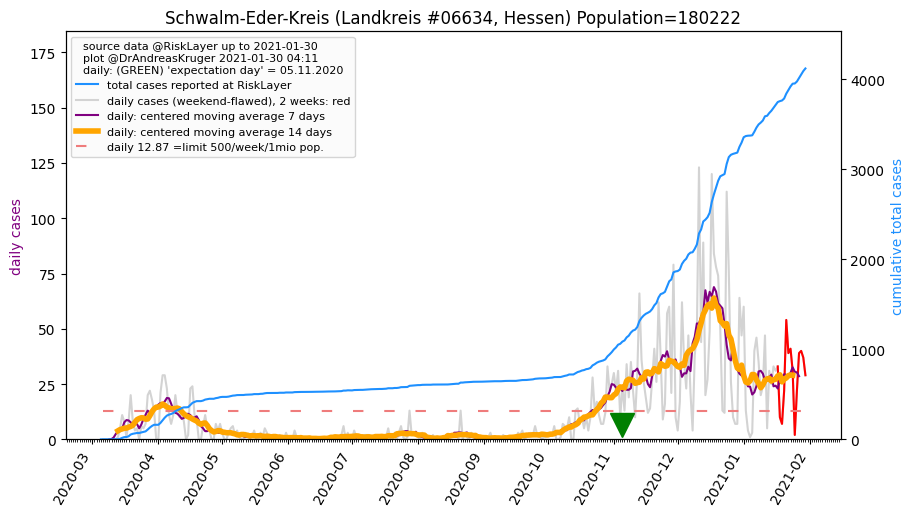 Schwalm-Eder-Kreis (Landkreis #06634, Hessen) Population=180222
source data @RiskLayer up to 2021-01-30
plot @DrAndreasKruger 2021-01-30 04:11
daily: (GREEN) 'expectation day' = 05.11.2020
total cases reported at RiskLayer
daily cases (weekend-flawed), 2 weeks: red
daily: centered moving average 7 days
daily: centered moving average 14 days
daily 12.87 =limit 500/week/1mio pop.
daily cases
175
150
125
100
75
50
25
0
cumulative total cases
4000
3000
2000
1000
0
2020-03
2020-04
2020-05
2020-06
2020-07
2020-08
2020-09
2020-10
2020-11
2020-12
2021-01
2021-02